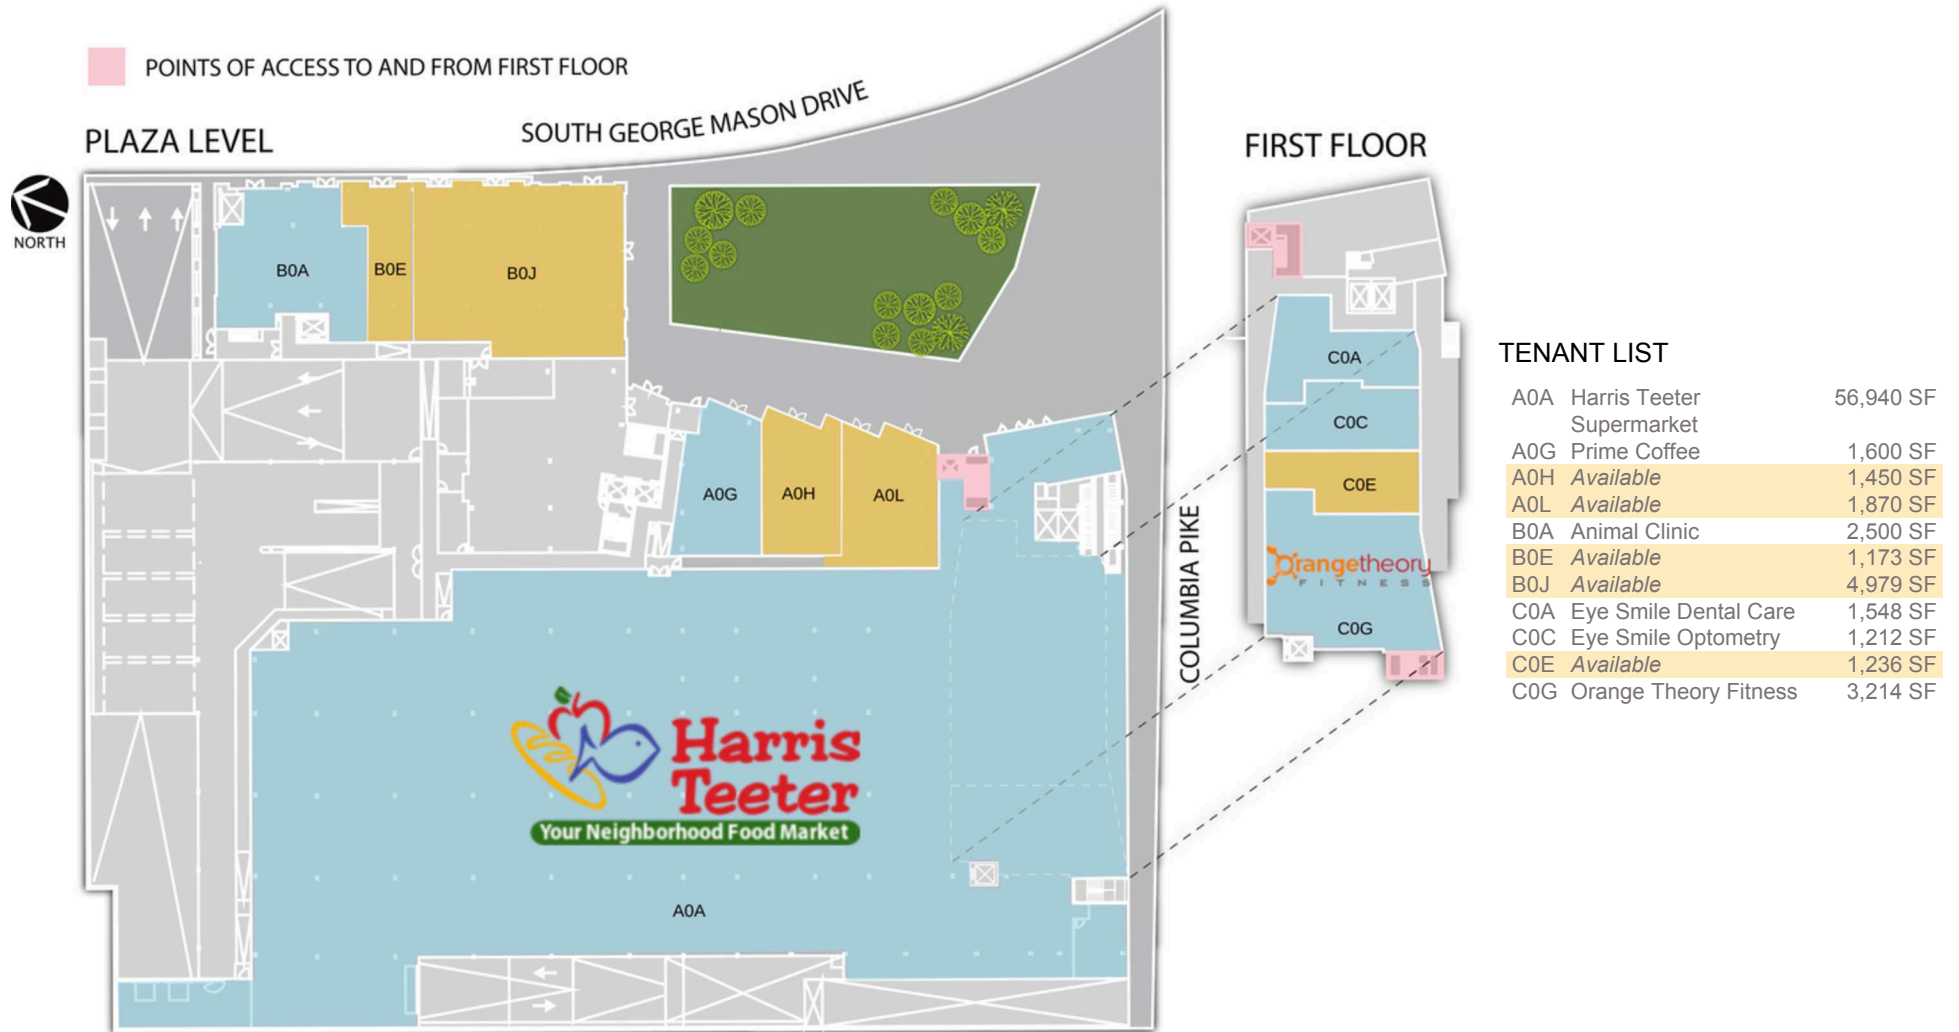 POINTS OF ACCESS TO AND FROM FIRST FLOOR
PLAZA LEVEL
SOUTH GEORGE MASON DRIVE
FIRST FLOOR
NORTH
B0A
B0E
B0J
A0G
A0H
A0L
COLUMBIA PIKE
Harris
Teeter
Your Neighborhood Food Market
A0A
C0A
C0C
C0E
Orangetheory
FITNESS
C0G
TENANT LIST
A0A Harris Teeter 56,940 SF
Supermarket
A0G Prime Coffee 1,600 SF
A0H Available 1,450 SF
A0L Available 1,870 SF
B0A Animal Clinic 2,500 SF
B0E Available 1,173 SF
B0J Available 4,979 SF
C0A Eye Smile Dental Care 1,548 SF
C0C Eye Smile Optometry 1,212 SF
C0E Available 1,236 SF
C0G Orange Theory Fitness 3,214 SF